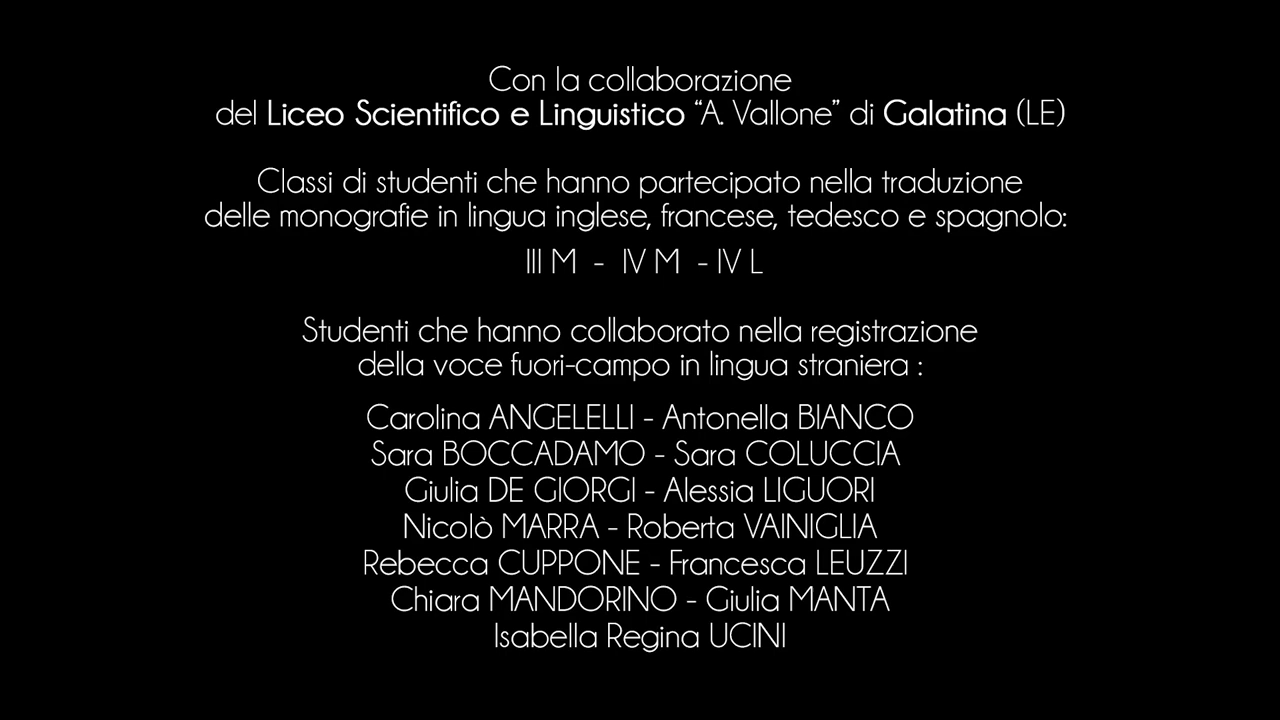 Con la collaborazione
del Liceo Scientifico e Linguistico “A. Vallone” di Galatina (LE)
Classi di studenti che hanno partecipato nella traduzione
delle monografie in lingua inglese, francese, tedesco e spagnolo:
III M - IV M - IV L
Studenti che hanno collaborato nella registrazione
della voce fuori-campo in lingua straniera :
Carolina ANGELELLI - Antonella BIANCO
Sara BOCCADAMO - Sara COLUCCIA
Giulia DE GIORGI - Alessia LIGUORI
Nicolò MARRA - Roberta VAINIGLIA
Rebecca CUPPONE - Francesca LEUZZI
Chiara MANDORINO - Giulia MANTA
Isabella Regina UCINI